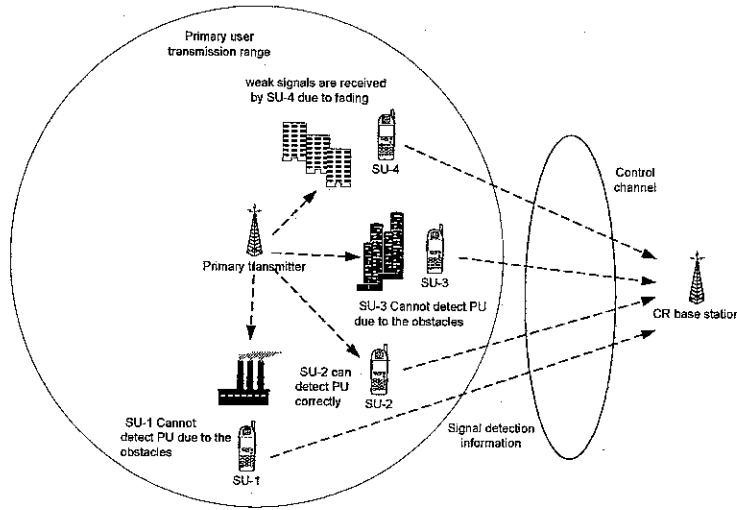 Primary user
transmission range
weak signals are received
by SU-4 due to fading
SU-4
Control
channel
Primary transmitter
SU-3
SU-3 Cannot detect PU
due to the obstacles
CR base station
SU-2 can
detect PU
correctly
SU-2
SU-1 Cannot
detect PU due to the
obstacles
SU-1
Signal detection
information